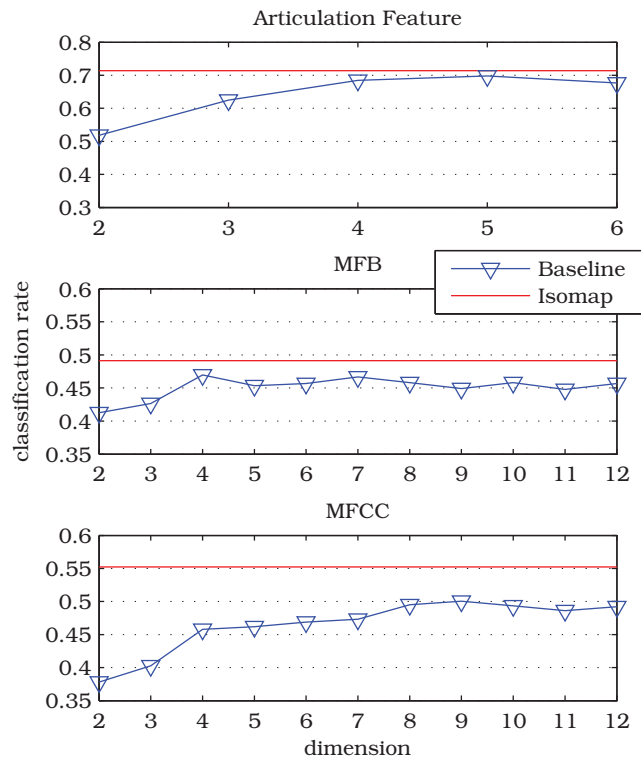 Articulation Feature
0.8
0.7
0.6
0.5
0.4
0.3
2 3 4 5 6
MFB
Baseline
Isomap
0.6
0.55
0.5
0.45
0.4
0.35
2 3 4 5 6 7 8 9 10 11 12
classification rate
MFCC
0.6
0.55
0.5
0.45
0.4
0.35
2 3 4 5 6 7 8 9 10 11 12
dimension